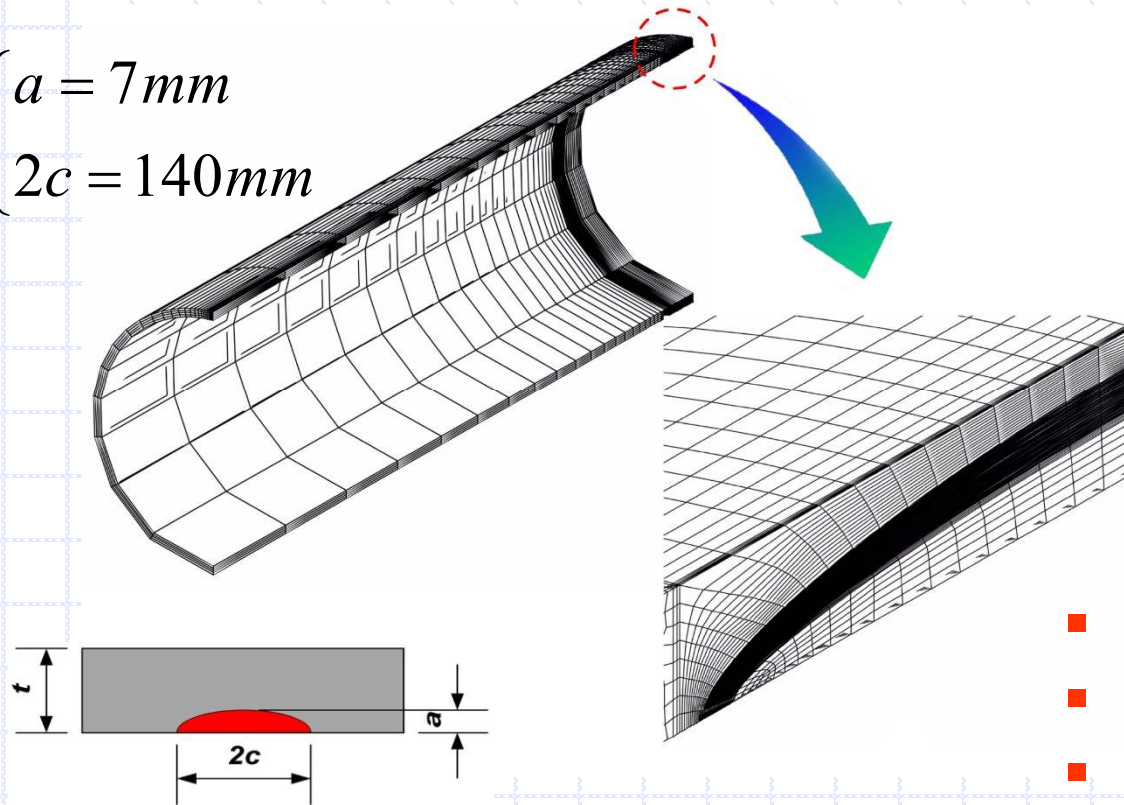 a = 7mm
2c = 140mm
t
a
2c